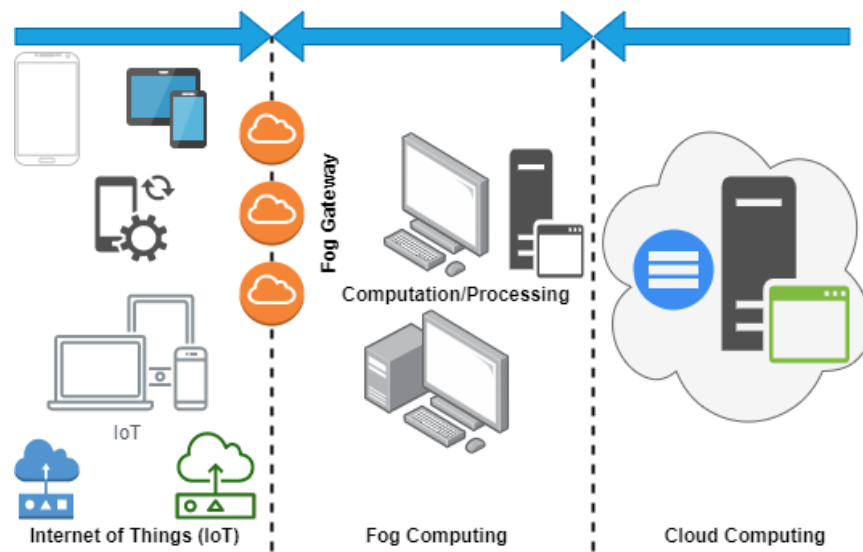 Fog Gateway
Computation/Processing
IoT
Internet of Things (IoT)
Fog Computing
Cloud Computing